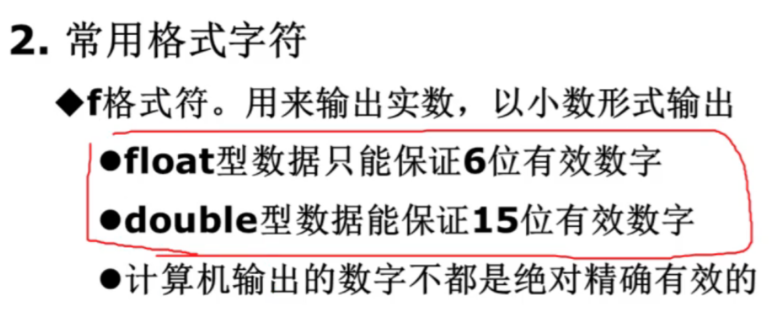 2. 常用格式字符
◆f格式符。用来输出实数，以小数形式输出
●float型数据只能保证6位有效数字
●double型数据能保证15位有效数字
●计算机输出的数字不都是绝对精确有效的